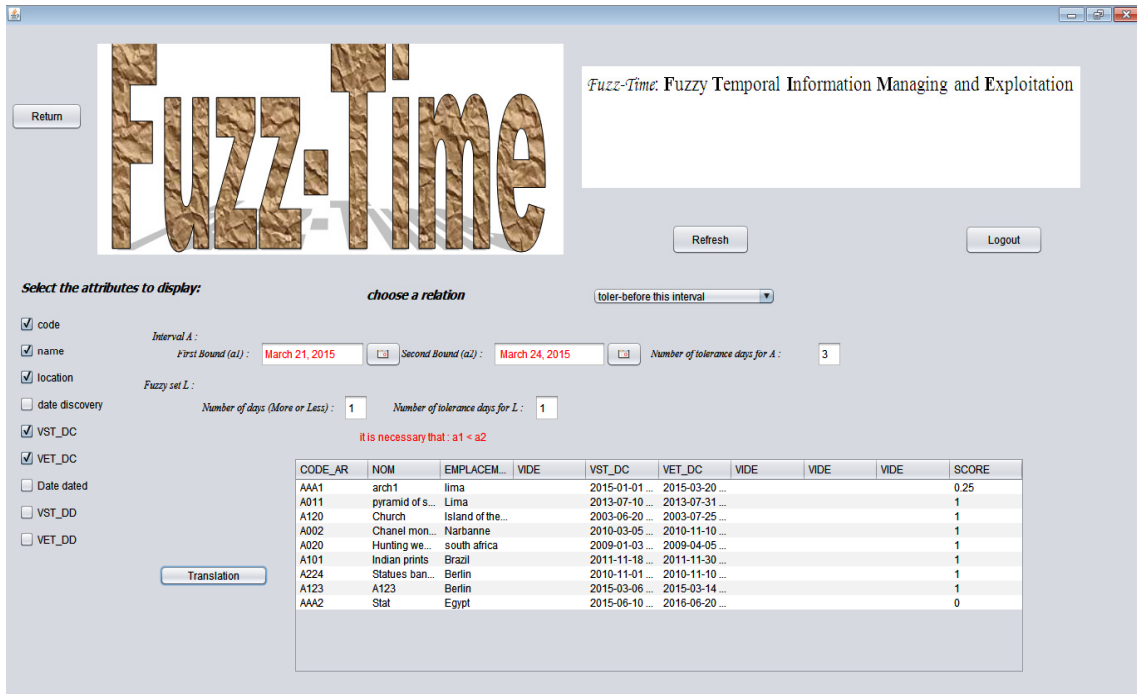 Fuzz-Time
Fuzz-Time: Fuzzy Temporal Information Managing and Exploitation
Return
Refresh
Logout
Select the attributes to display:
choose a relation
toler-before this interval
code
name
location
date discovery
VST_DC
VET_DC
Date dated
VST_DD
VET_DD
Interval A :
First Bound (a1) : March 21, 2015 Second Bound (a2) : March 24, 2015 Number of tolerance days for A : 3
Fuzzy set L :
Number of days (More or Less) : 1 Number of tolerance days for L : 1
it is necessary that : a1 < a2
Translation
CODE_AR NOM EMPLACEM... VIDE VST_DC VET_DC VIDE VIDE VIDE SCORE
AAA1 arch1 lima 2015-01-01 ... 2015-03-20 ... 0.25
A011 pyramid of s... Lima 2013-07-10 ... 2013-07-31 ... 1
A120 Church Island of the... 2003-06-20 ... 2003-07-25 ... 1
A002 Chanel mon... Narbanne 2010-03-05 ... 2010-11-10 ... 1
A020 Hunting we... south africa 2009-01-03 ... 2009-04-05 ... 1
A101 Indian prints Brazil 2011-11-18 ... 2011-11-30 ... 1
A224 Statues ban... Berlin 2010-11-01 ... 2010-11-10 ... 1
A123 A123 Berlin 2015-03-06 ... 2015-03-14 ... 1
AAA2 Stat Egypt 2015-06-10 ... 2016-06-20 ... 0